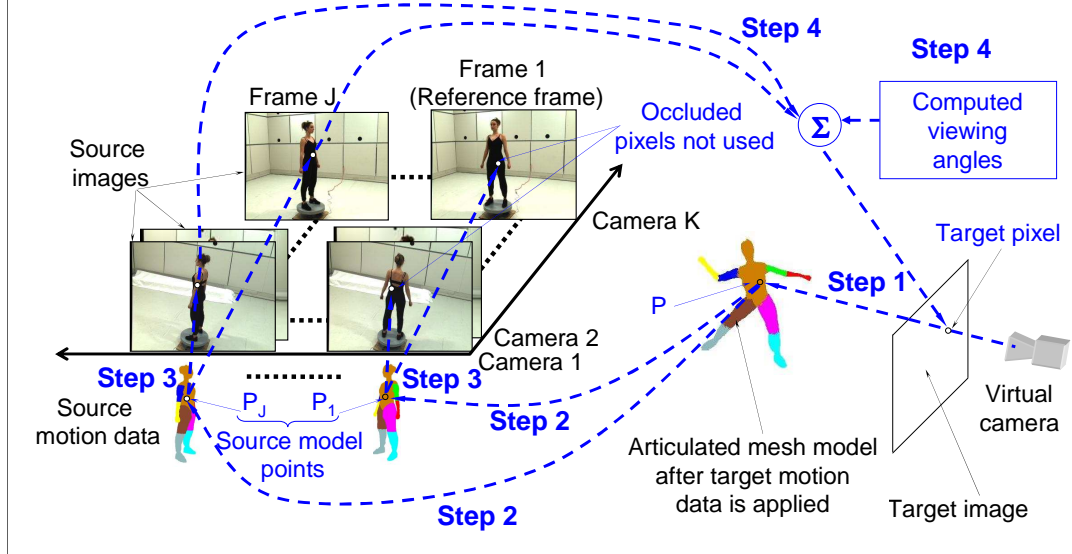 Step 4
Step 4
Computed
viewing
angles
Σ
Frame 1
(Reference frame)
Frame J
Occluded
pixels not used
Source
images
Camera K
Target pixel
Step 1
P
Camera 2
Camera 1
Step 3
Step 3
P_J
P_1
Source
motion data
Source model
points
Step 2
Step 2
Articulated mesh model
after target motion
data is applied
Virtual
camera
Target image